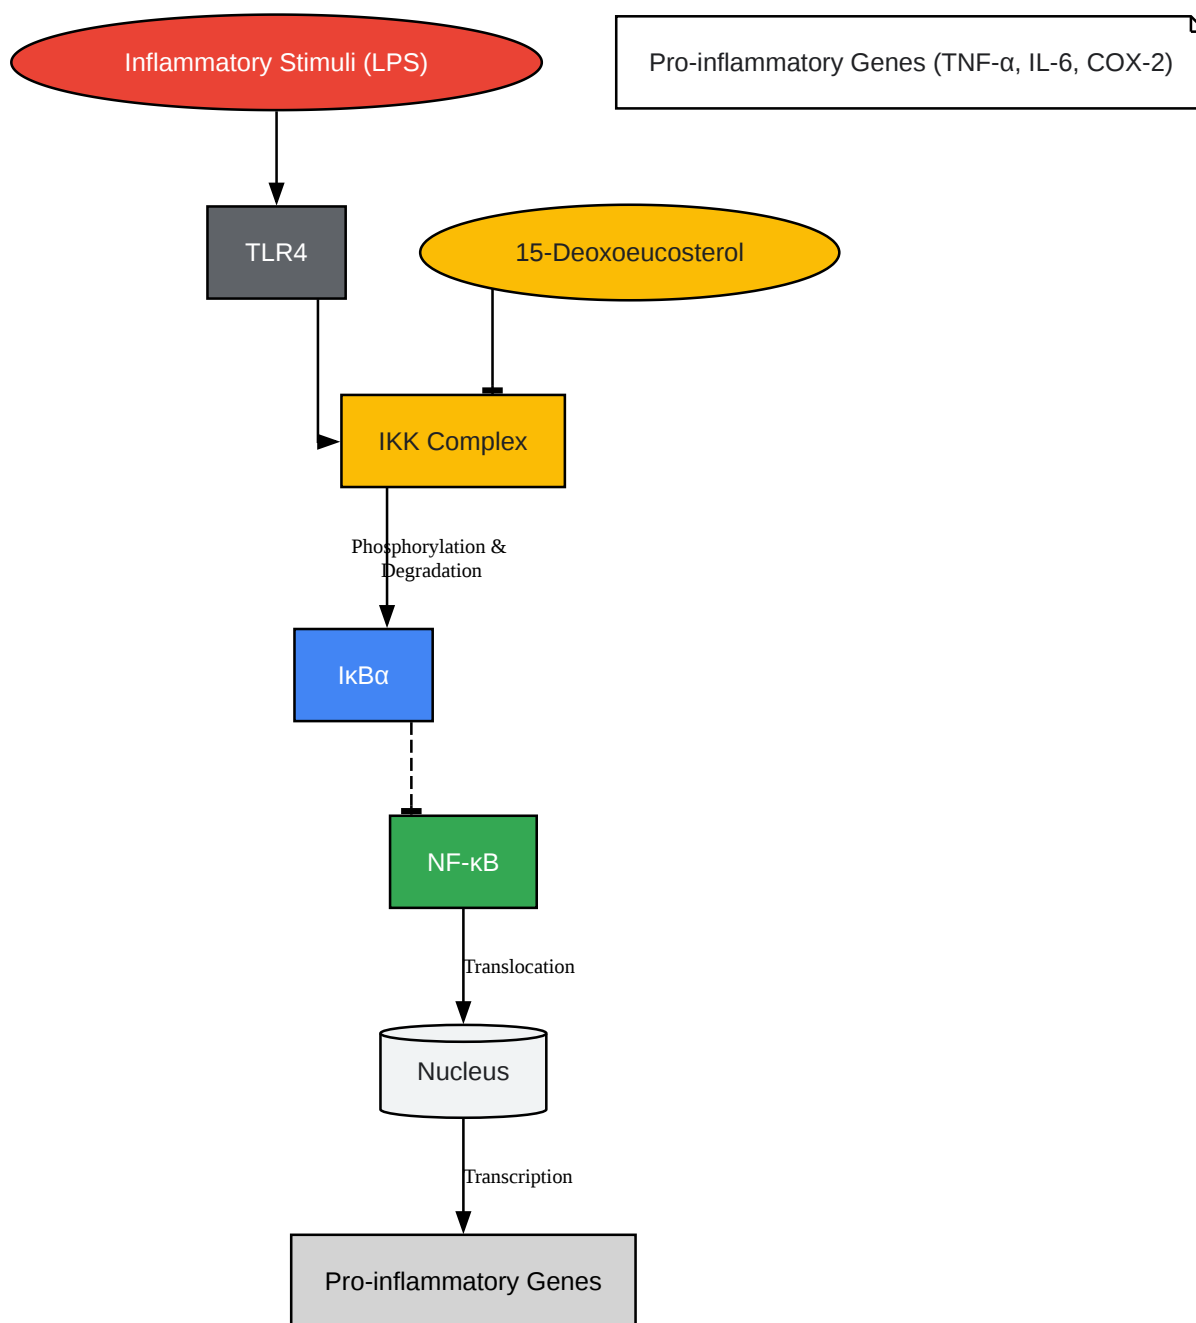 Inflammatory Stimuli (LPS)
Pro-inflammatory Genes (TNF-α, IL-6, COX-2)
TLR4
15-Deoxoeucosterol
IKK Complex
Phosphorylation &
Degradation
IκBα
NF-κB
Translocation
Nucleus
Transcription
Pro-inflammatory Genes